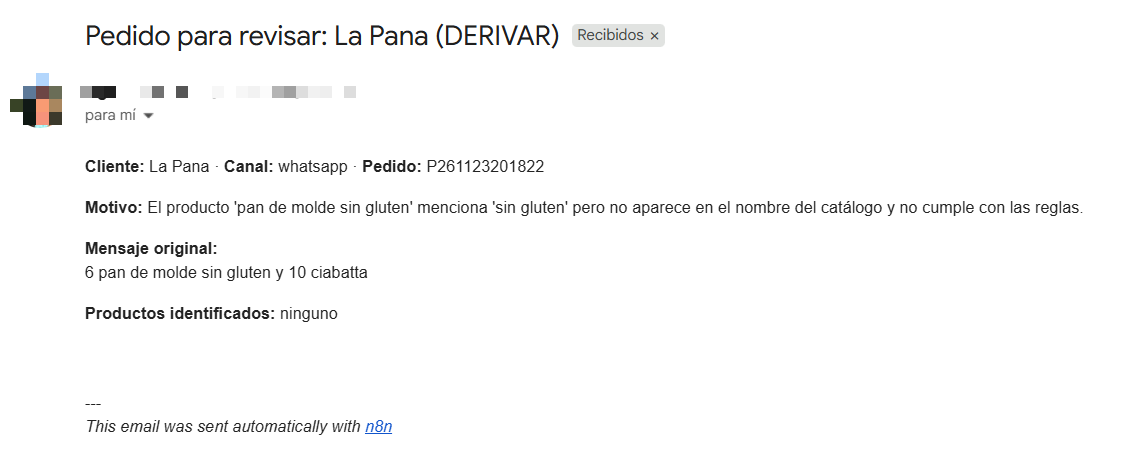 Pedido para revisar: La Pana (DERIVAR) Recibidos ×
para mí
Cliente: La Pana · Canal: whatsapp · Pedido: P261123201822
Motivo: El producto 'pan de molde sin gluten' menciona 'sin gluten' pero no aparece en el nombre del catálogo y no cumple con las reglas.
Mensaje original:
6 pan de molde sin gluten y 10 ciabatta
Productos identificados: ninguno
---
This email was sent automatically with n8n